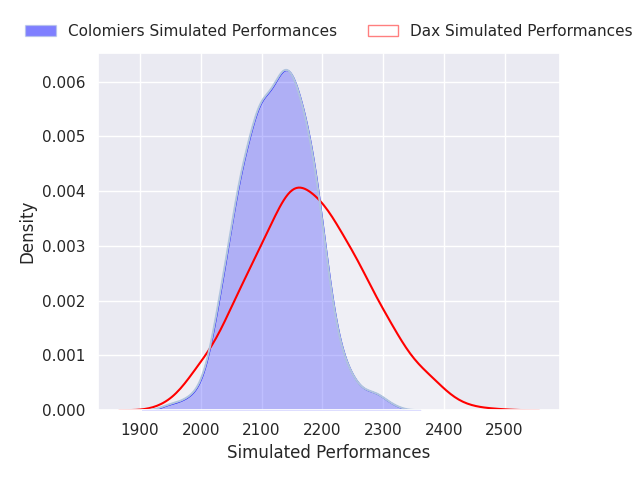 Colomiers Simulated Performances Dax Simulated Performances
0.006
0.005
0.004
0.003
0.002
0.001
0.000
Density
1900 2000 2100 2200 2300 2400 2500
Simulated Performances